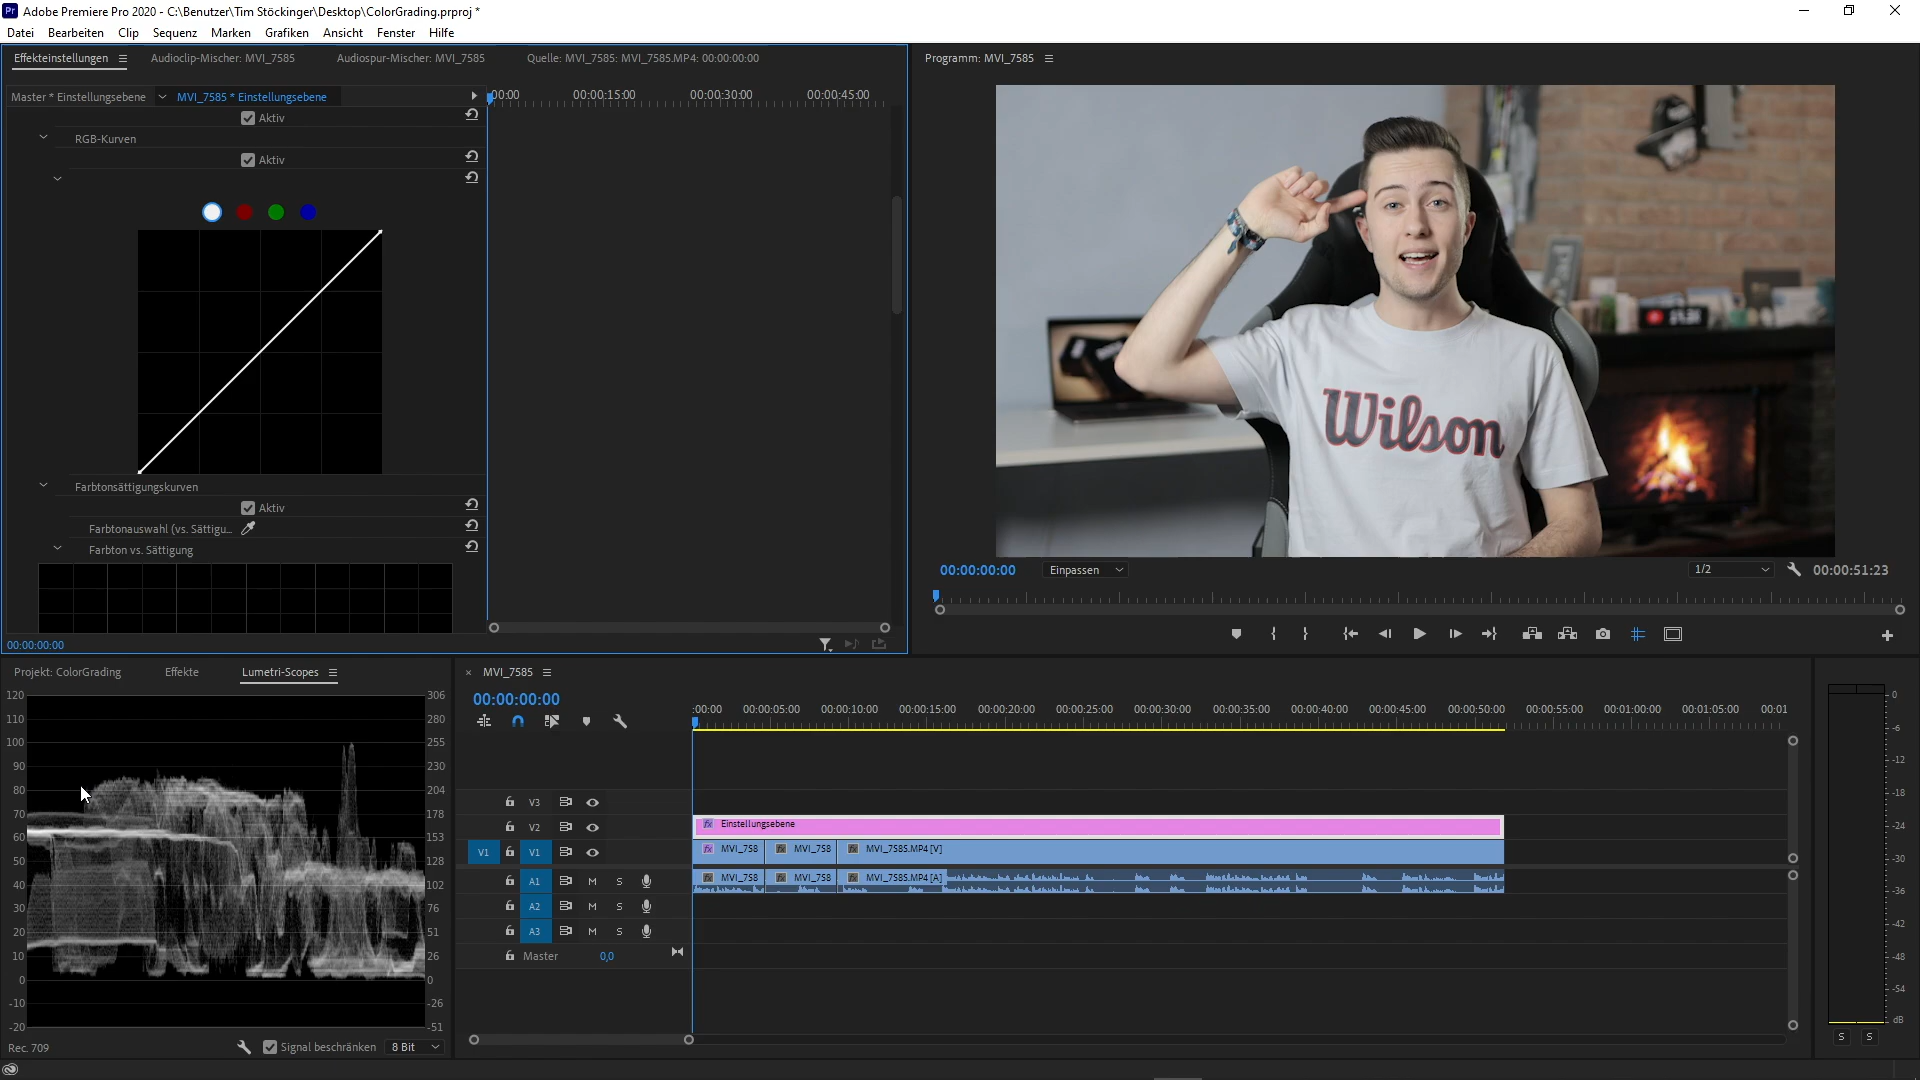 Pr Adobe Premiere Pro 2020 - C:\Benutzer\Tim Stöckinger\Desktop\ColorGrading.prproj *
Datei Bearbeiten Clip Sequenz Marken Grafiken Ansicht Fenster Hilfe
Effekteinstellungen Audioclip-Mischer: MVI_7585 Audiospur-Mischer: MVI_7585 Quelle: MVI_7585: MVI_7585.MP4: 00:00:00:00
Programm: MVI_7585
Master * Einstellungsebene MVI_7585 * Einstellungsebene
:00:00 00:00:15:00 00:00:30:00 00:00:45:00
Aktiv
RGB-Kurven
Aktiv
Wilson
Farbtonsättigungskurven
Aktiv
Farbtonauswahl (vs. Sättigu...
Farbton vs. Sättigung
00:00:00:00 Einpassen 1/2 00:00:51:23
00:00:00:00
Projekt: ColorGrading Effekte Lumetri-Scopes
× MVI_7585
00:00:00:00
:00:00 00:00:05:00 00:00:10:00 00:00:15:00 00:00:20:00 00:00:25:00 00:00:30:00 00:00:35:00 00:00:40:00 00:00:45:00 00:00:50:00 00:00:55:00 00:01:00:00 00:01:05:00 00:01
120 306
110 280
100 255
90 230
80 204
70 178
60 153
50 128
40 102
30 76
20 51
10 26
0 0
-10 -26
-20 -51
V3
V2 fx Einstellungsebene
V1 V1 fx MVI_758 fx MVI_758 fx MVI_7585.MP4 [V]
A1 M S fx MVI_758 fx MVI_758 fx MVI_7585.MP4 [A]
A2 M S
A3 M S
Master 0,0
0
-6
-12
-18
-24
-30
-36
-42
-48
-54
dB
S S
Rec. 709 Signal beschränken 8 Bit